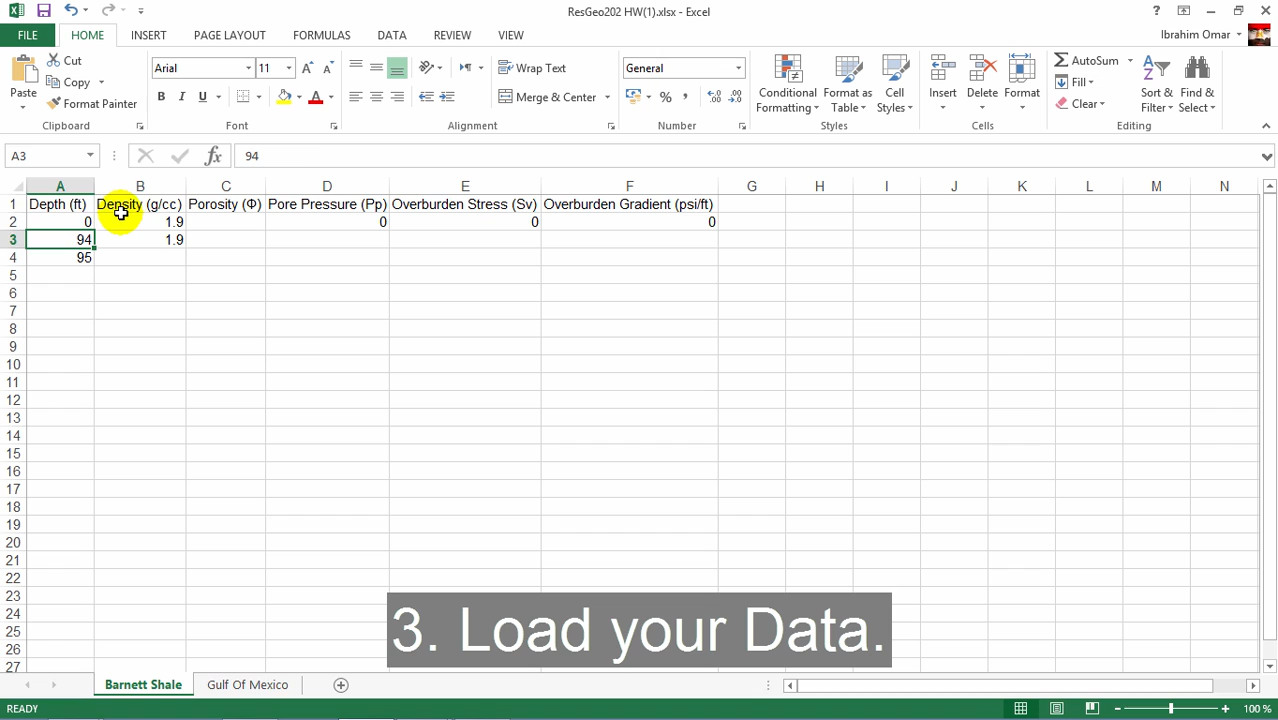 ResGeo202 HW(1).xlsx - Excel
FILE HOME INSERT PAGE LAYOUT FORMULAS DATA REVIEW VIEW Ibrahim Omar
Cut
Copy
Format Painter
Paste
Clipboard
Arial 11
B I U
Font
Wrap Text
Merge & Center
Alignment
General
% ,
Number
Conditional Formatting
Format as Table
Cell Styles
Styles
Insert Delete Format
Cells
AutoSum
Fill
Clear
Sort & Filter
Find & Select
Editing
A3 fx 94
A B C D E F G H I J K L M N
1 Depth (ft) Density (g/cc) Porosity (Φ) Pore Pressure (Pp) Overburden Stress (Sv) Overburden Gradient (psi/ft)
2 0 1.9 0 0 0
3 94 1.9
4 95
5
6
7
8
9
10
11
12
13
14
15
16
17
18
19
20
21
22
23
24
25
26
27
3. Load your Data.
Barnett Shale Gulf Of Mexico
READY 100 %